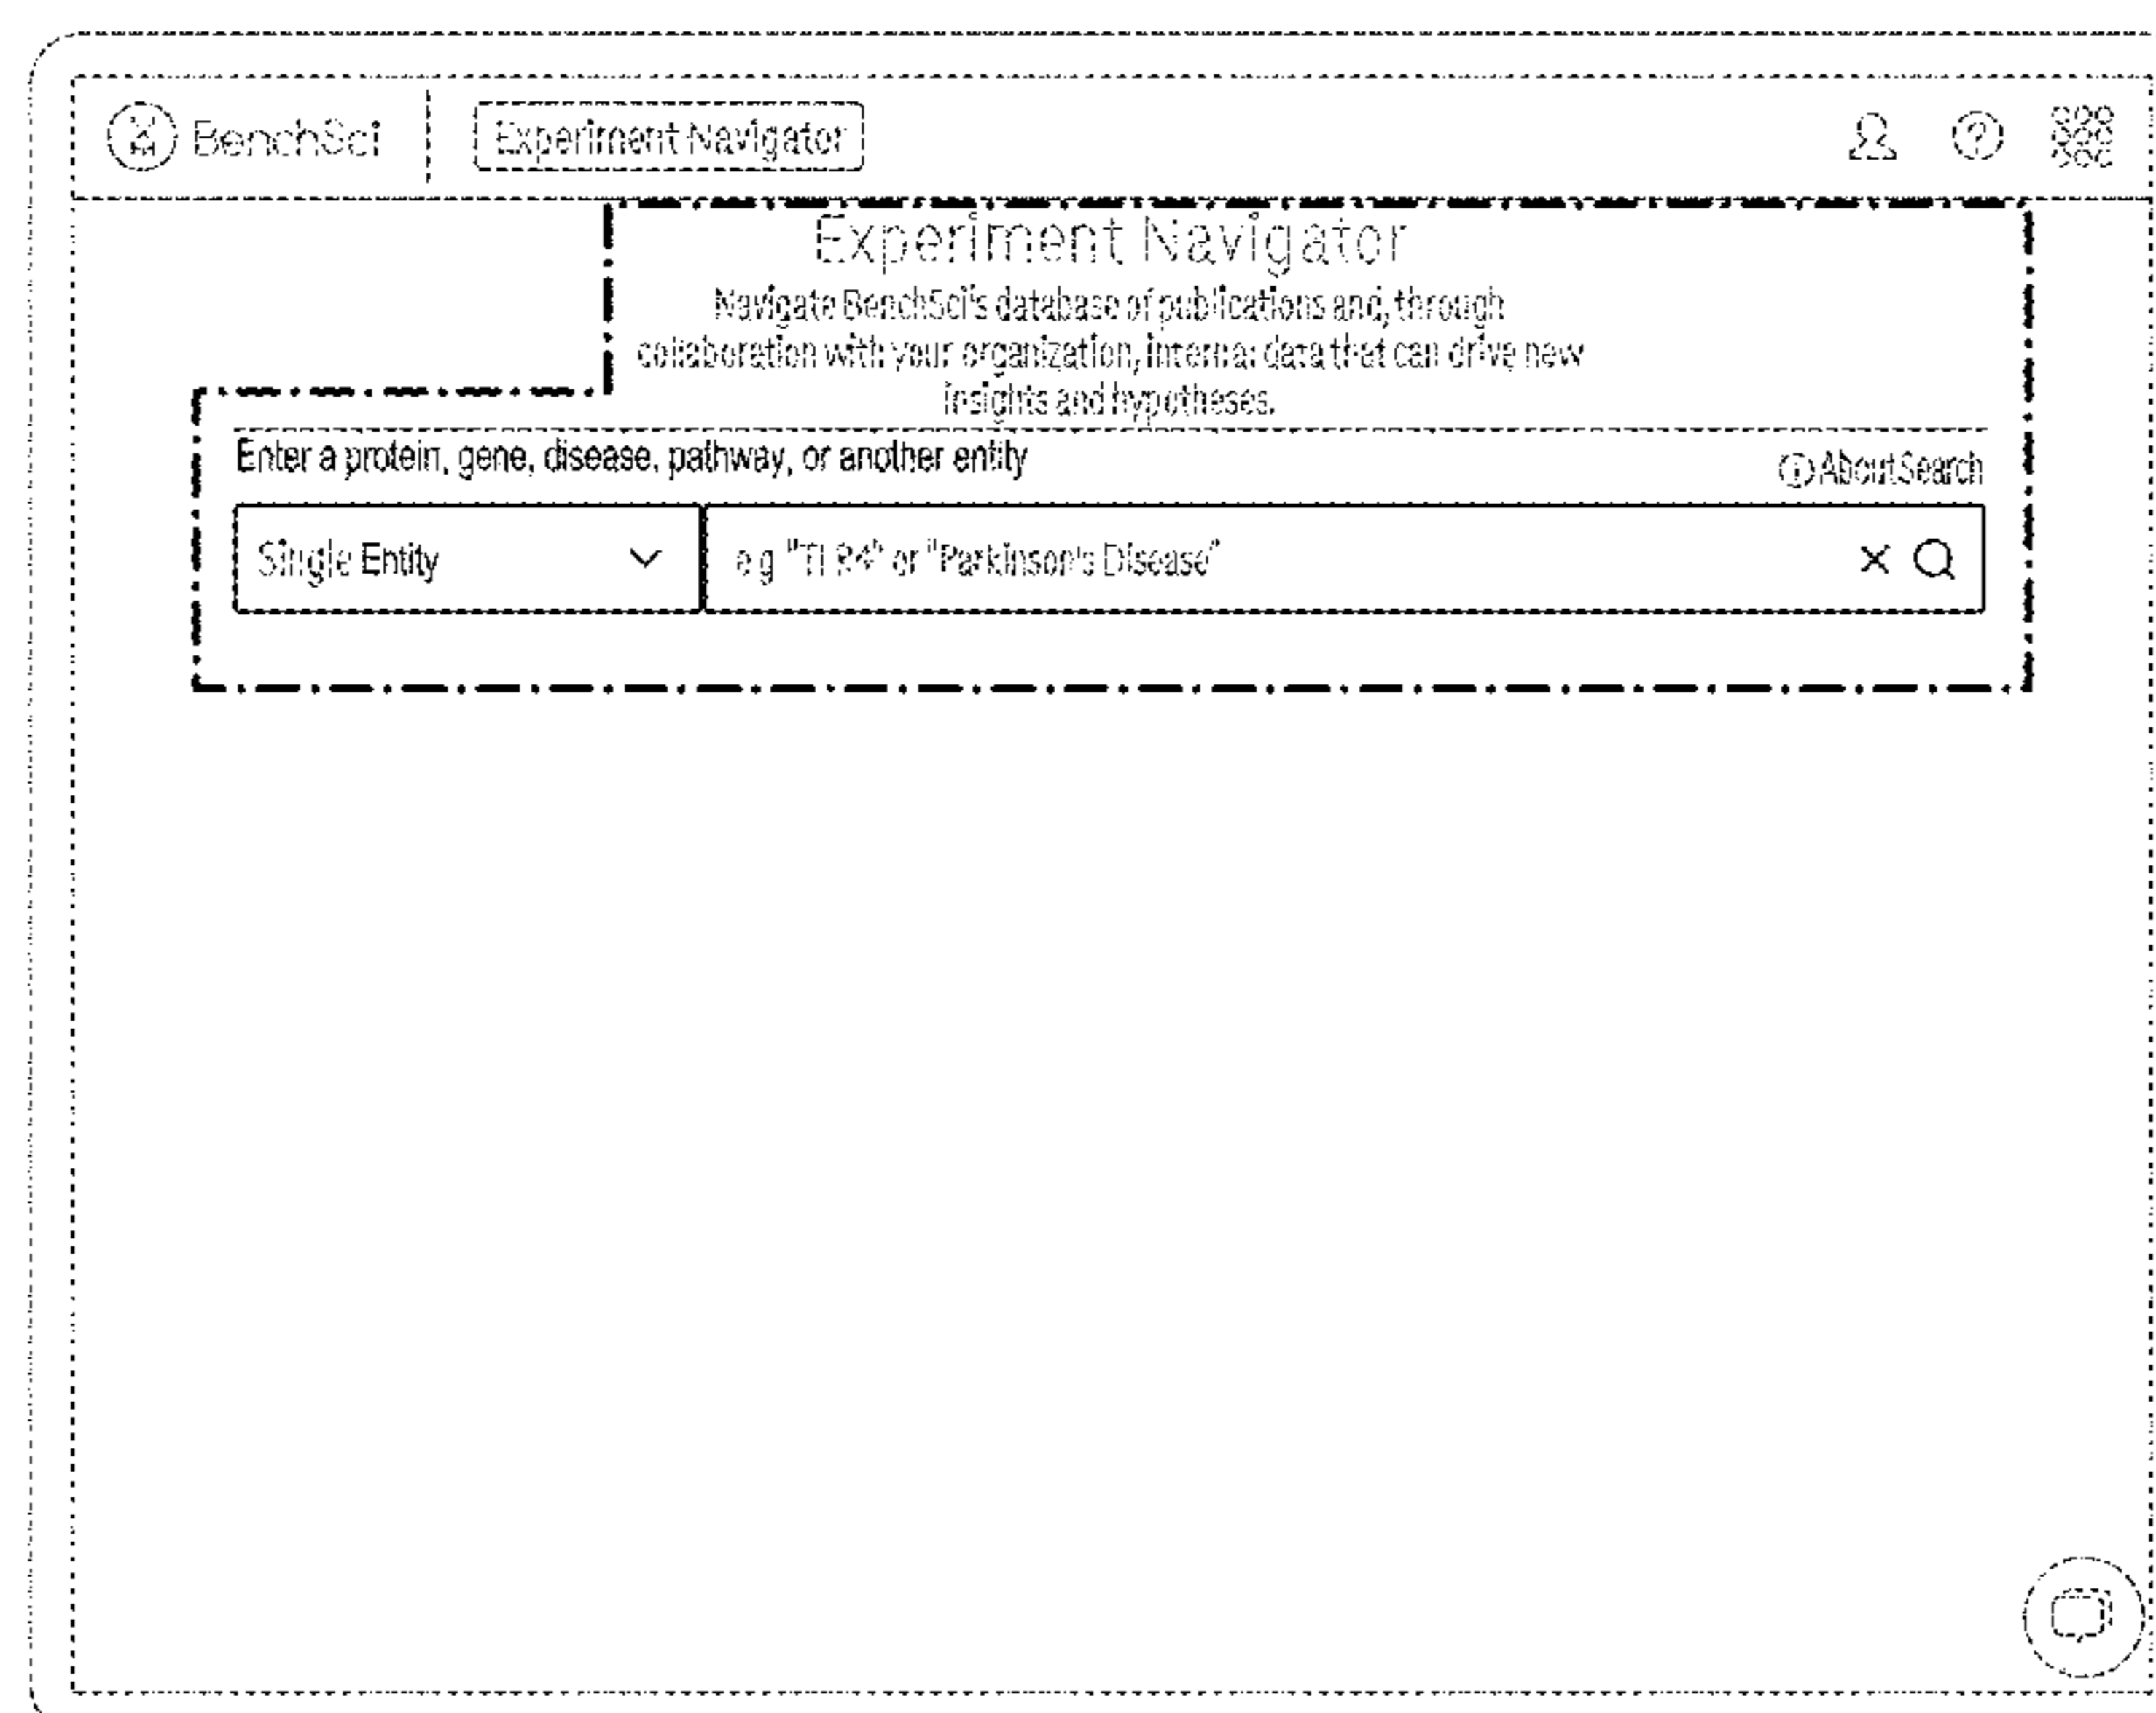 BenchSci
Experiment Navigator
Experiment Navigator
Navigate BenchSci's database of publications and, through
collaboration with your organization, internal data that can drive new
insights and hypotheses.
Enter a protein, gene, disease, pathway, or another entity
About Search
Single Entity
e.g "TLR4" or "Parkinson's Disease"